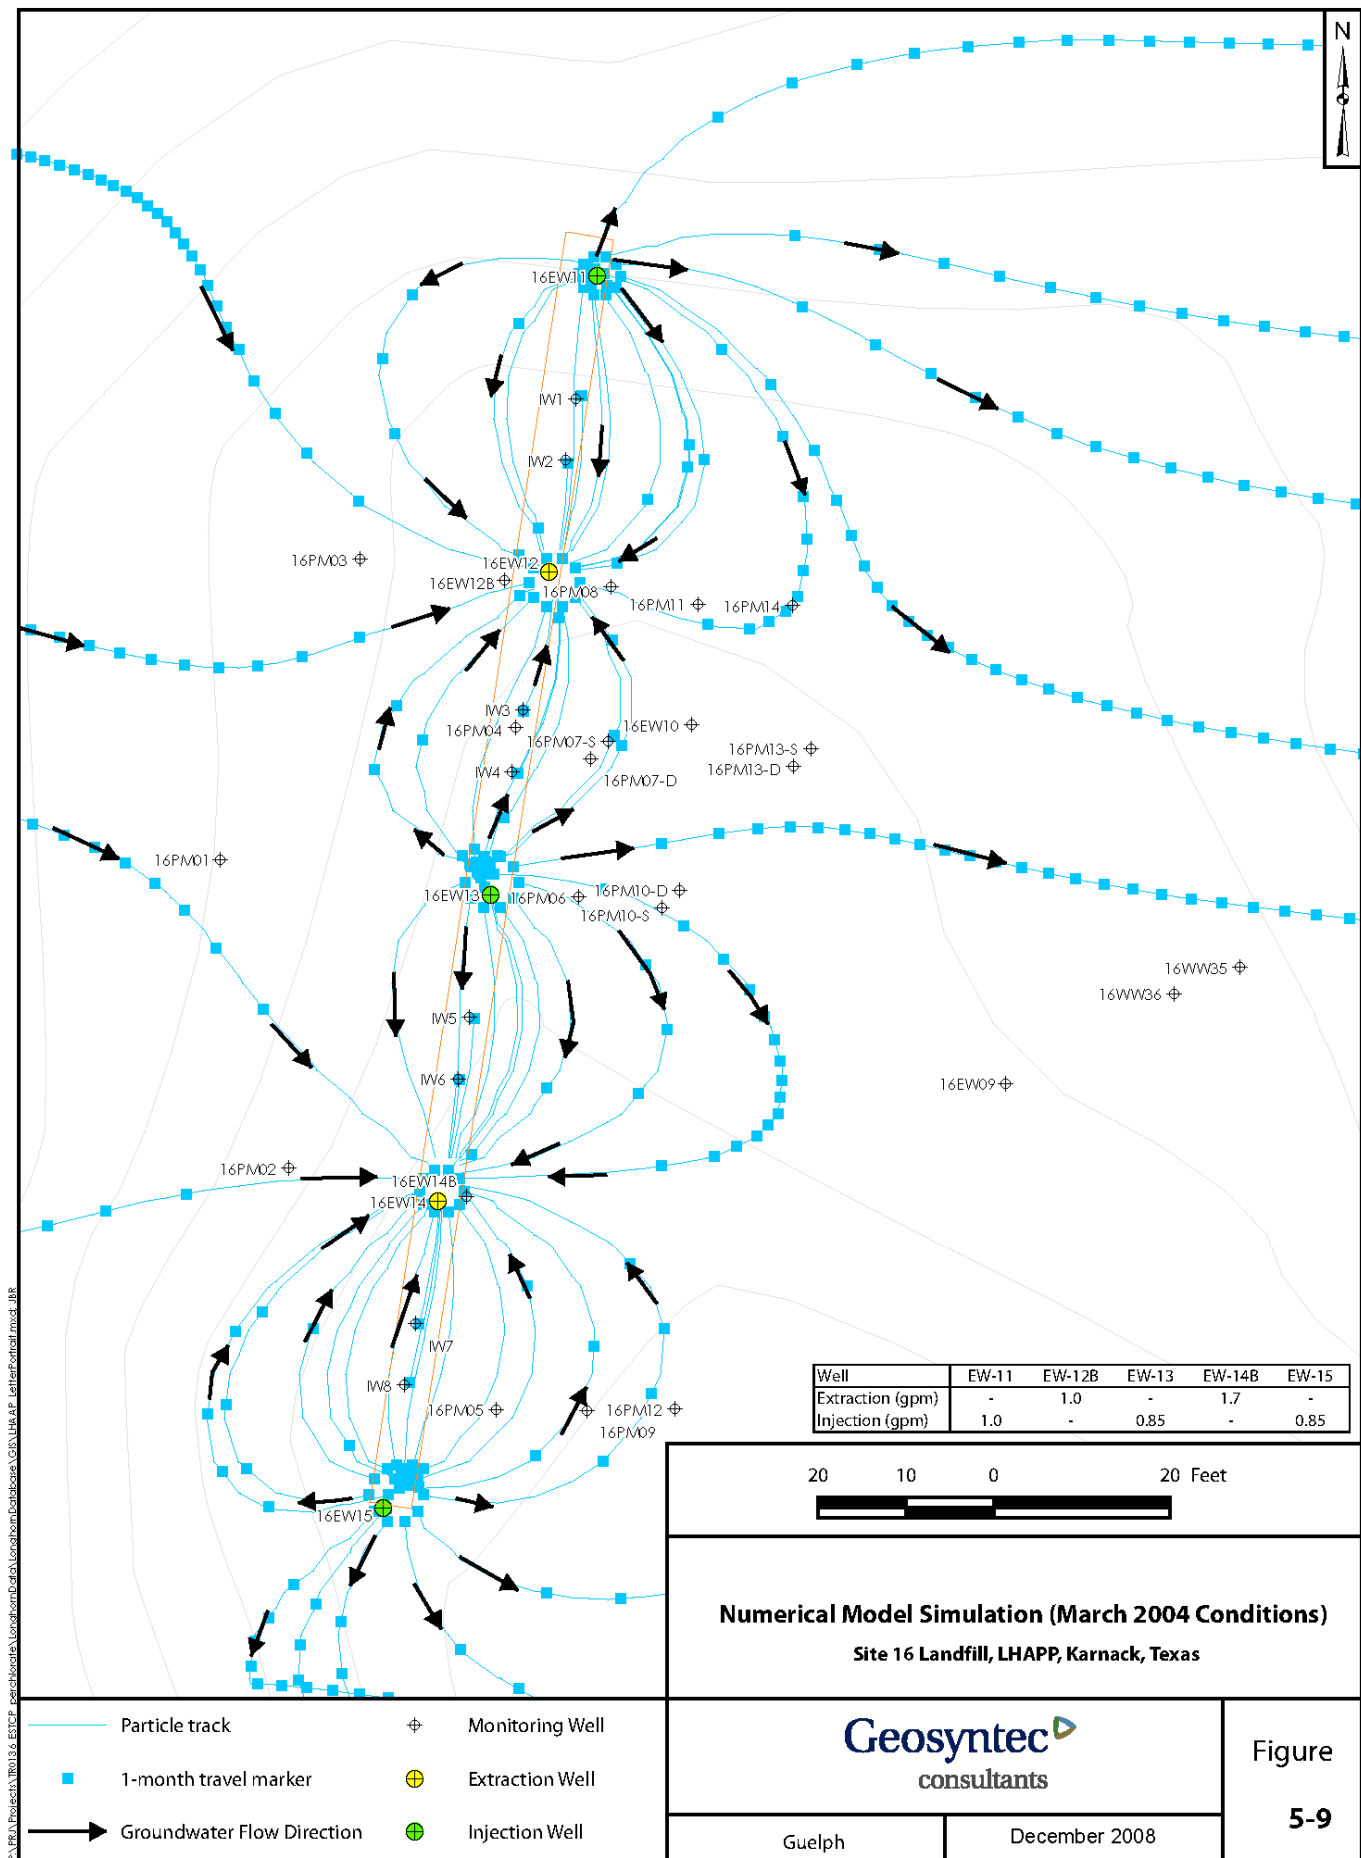 N
16EW11
IW1
IW2
16PM03
16EW12
16EW12B
16PM08
16PM11
16PM14
IW3
16PM04
16EW10
16PM07-S
16PM13-S
16PM13-D
IW4
16PM07-D
16PM01
16EW13
16PM06
16PM10-D
16PM10-S
16WW35
16WW36
IW5
IW6
16EW09
16PM02
16EW14B
16EW14
IW7
IW8
16PM05
16PM12
16PM09
16EW15
Well EW-11 EW-12B EW-13 EW-14B EW-15
Extraction (gpm) - 1.0 - 1.7 -
Injection (gpm) 1.0 - 0.85 - 0.85
20 10 0 20 Feet
Numerical Model Simulation (March 2004 Conditions)
Site 16 Landfill, LHAPP, Karnack, Texas
Particle track
Monitoring Well
1-month travel marker
Extraction Well
Groundwater Flow Direction
Injection Well
Geosyntec
consultants
Guelph
December 2008
Figure
5-9